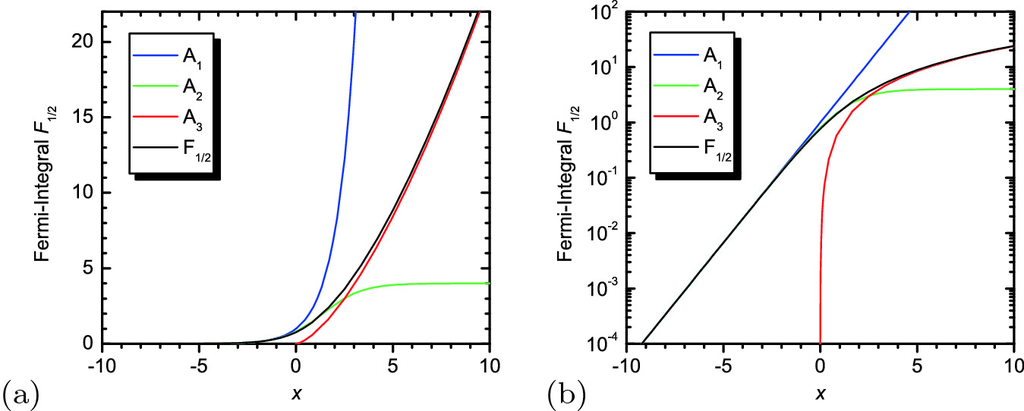 Fermi-Integral F1/2
20
15
10
5
0
A1
A2
A3
F1/2
-10
-5
0
5
10
x
(a)
Fermi-Integral F1/2
10^2
10^1
10^0
10^-1
10^-2
10^-3
10^-4
A1
A2
A3
F1/2
-10
-5
0
5
10
x
(b)